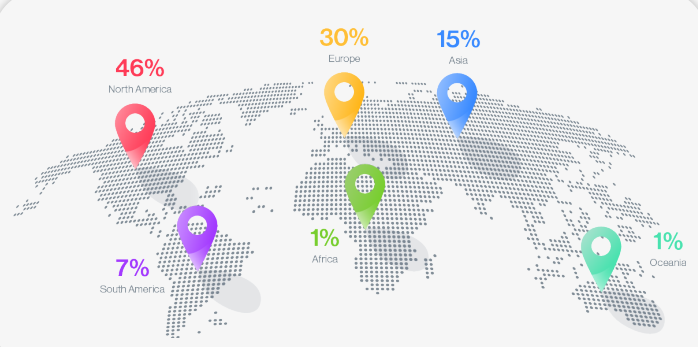 30%
Europe
15%
Asia
46%
North America
1%
Africa
1%
Oceania
7%
South America